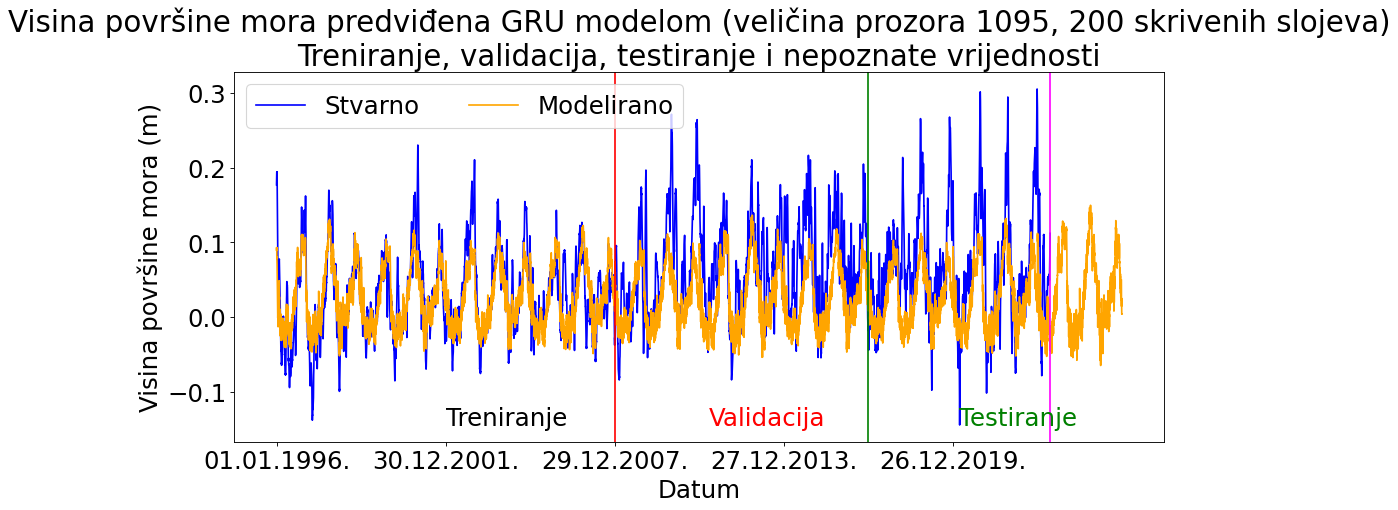 Visina površine mora predviđena GRU modelom (veličina prozora 1095, 200 skrivenih slojeva)
Treniranje, validacija, testiranje i nepoznate vrijednosti
Stvarno
Modelirano
Visina površine mora (m)
0.3
0.2
0.1
0.0
−0.1
Treniranje
Validacija
Testiranje
01.01.1996.
30.12.2001.
29.12.2007.
27.12.2013.
26.12.2019.
Datum